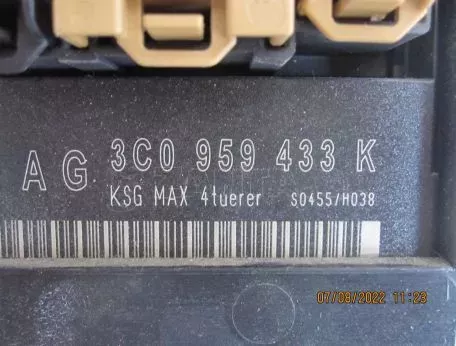 AG 3C0 959 433 K
KSG MAX 4tuerer S0455/H038
07/08/2022 11:23